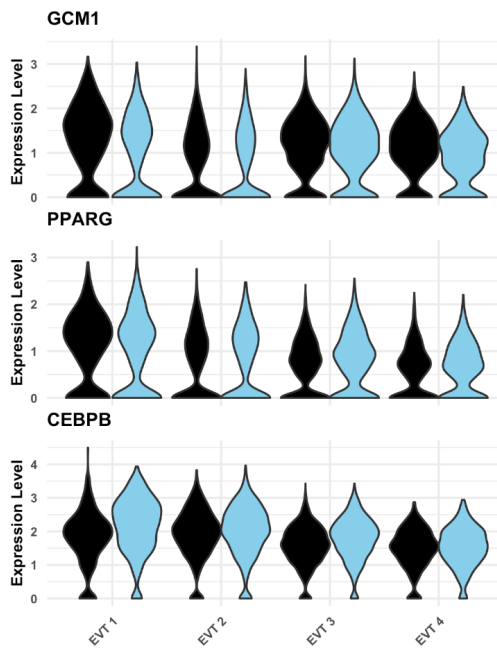 GCM1
Expression Level
3
2
1
0
PPARG
Expression Level
3
2
1
0
CEBPB
Expression Level
4
3
2
1
0
EVT 1
EVT 2
EVT 3
EVT 4